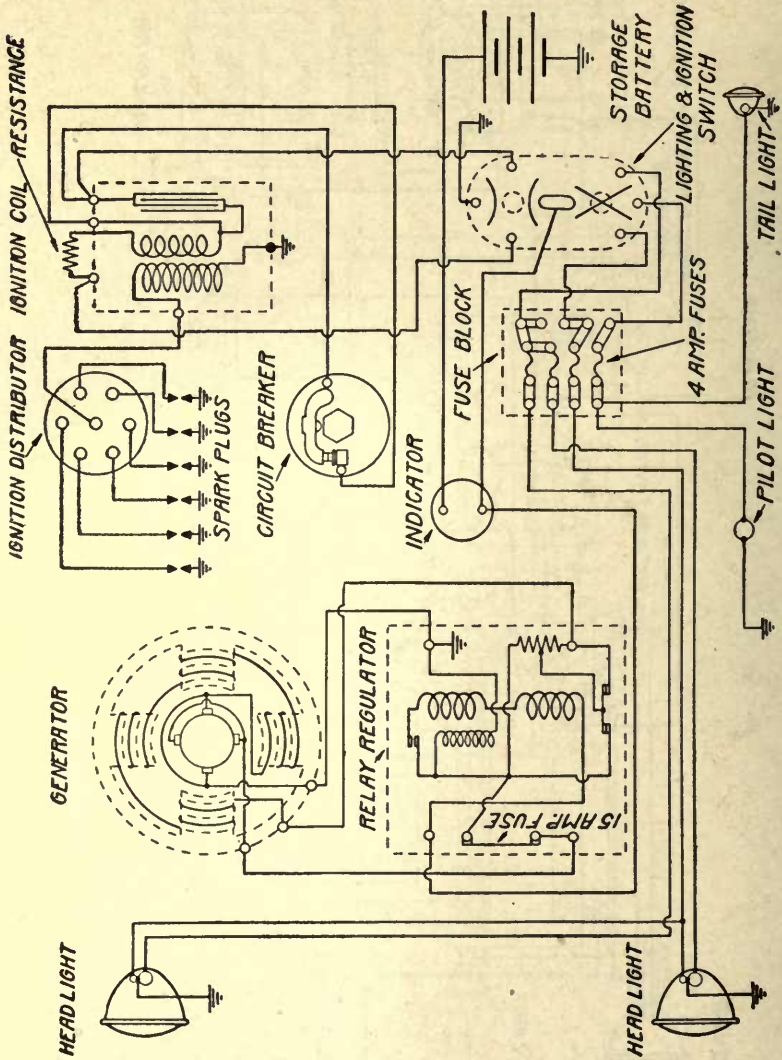 HEAD LIGHT
GENERATOR
IGNITION DISTRIBUTOR
IGNITION COIL
RESISTANCE
SPARK PLUGS
CIRCUIT BREAKER
RELAY REGULATOR
15 AMP. FUSE
INDICATOR
FUSE BLOCK
4 AMP. FUSES
STORAGE
BATTERY
LIGHTING & IGNITION
SWITCH
HEAD LIGHT
PILOT LIGHT
TAIL LIGHT